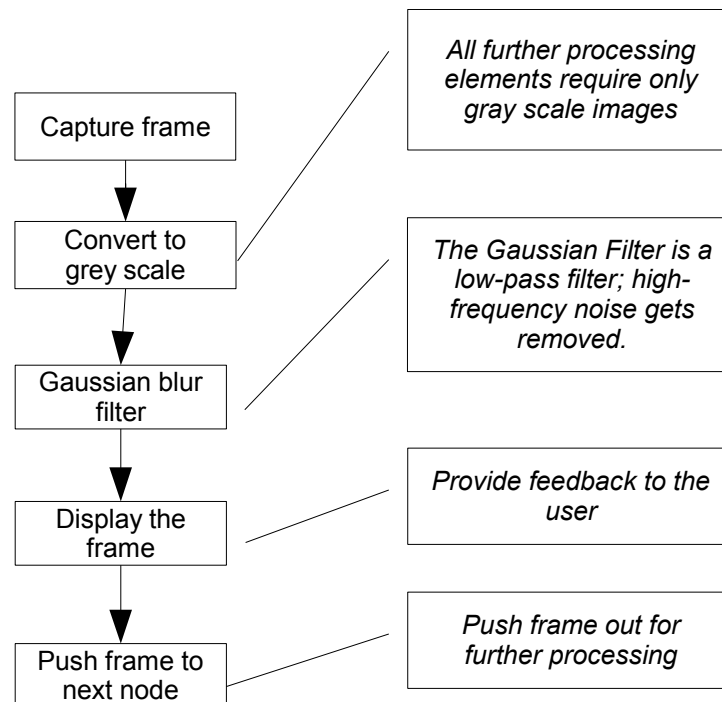 Capture frame
Convert to
grey scale
Gaussian blur
filter
Display the
frame
Push frame to
next node
All further processing
elements require only
gray scale images
The Gaussian Filter is a
low-pass filter; high-
frequency noise gets
removed.
Provide feedback to the
user
Push frame out for
further processing